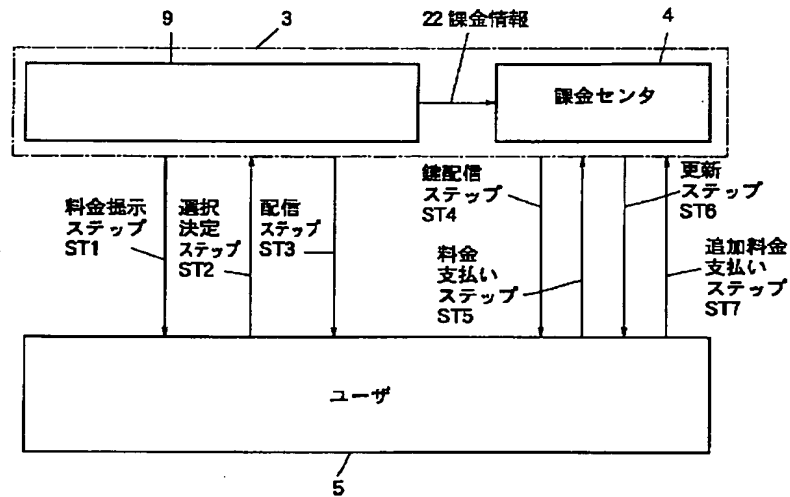 9
3
22 課金情報
4
課金センタ
料金提示
ステップ
ST1
選択
決定
ステップ
ST2
配信
ステップ
ST3
鍵配信
ステップ
ST4
料金
支払い
ステップ
ST5
更新
ステップ
ST6
追加料金
支払い
ステップ
ST7
ユーザ
5